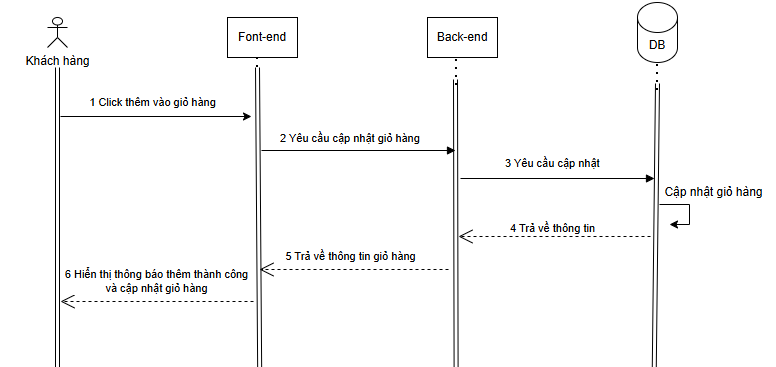 Khách hàng
Font-end
Back-end
DB
1 Click thêm vào giỏ hàng
2 Yêu cầu cập nhật giỏ hàng
3 Yêu cầu cập nhật
Cập nhật giỏ hàng
4 Trả về thông tin
5 Trả về thông tin giỏ hàng
6 Hiển thị thông báo thêm thành công
và cập nhật giỏ hàng